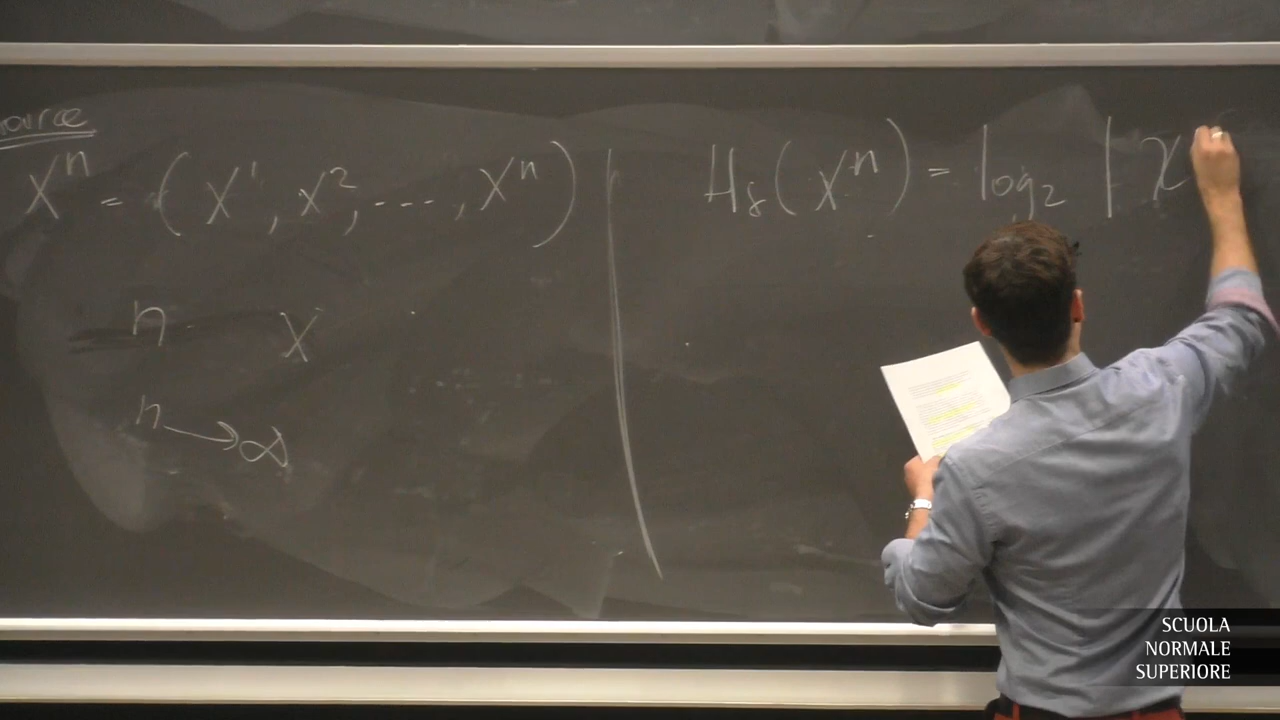 ource
X^n = (X^1, X^2, ---, X^n)
n X
n → ∞
H_δ(X^n) = log_2 | X
SCUOLA
NORMALE
SUPERIORE